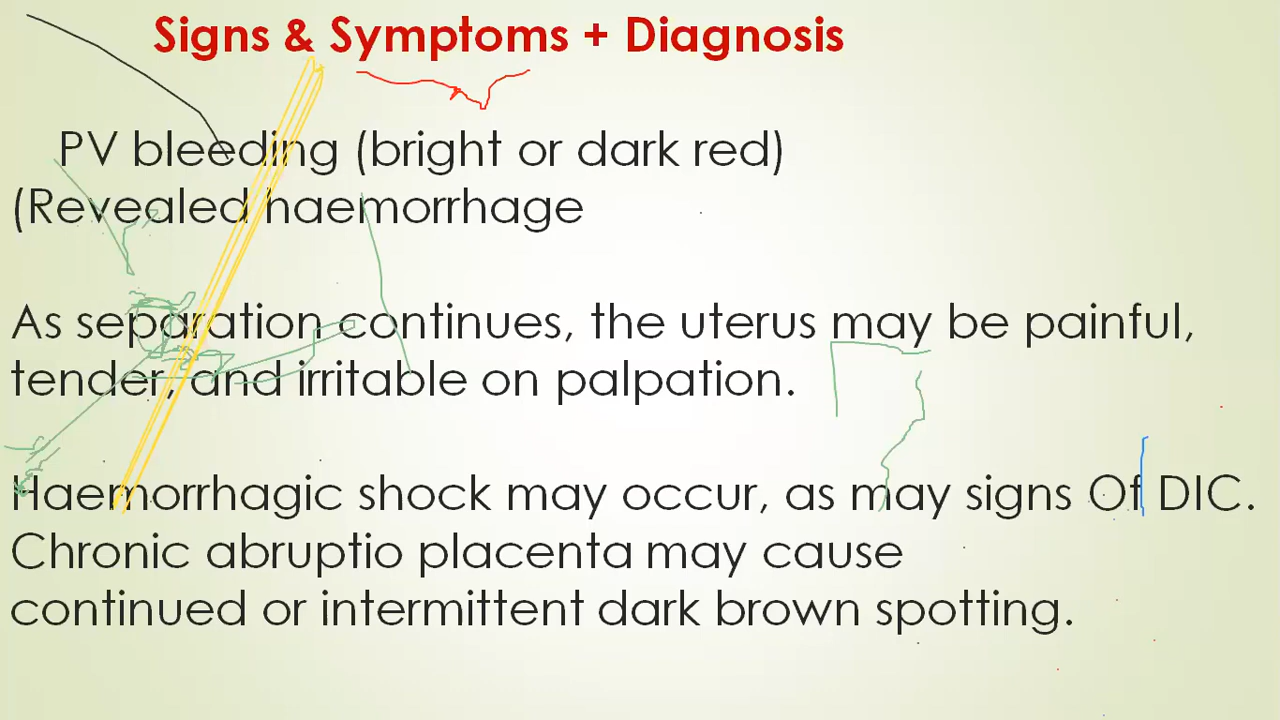 Signs & Symptoms + Diagnosis
PV bleeding (bright or dark red)
(Revealed haemorrhage
As separation continues, the uterus may be painful,
tender, and irritable on palpation.
Haemorrhagic shock may occur, as may signs Of DIC.
Chronic abruptio placenta may cause
continued or intermittent dark brown spotting.